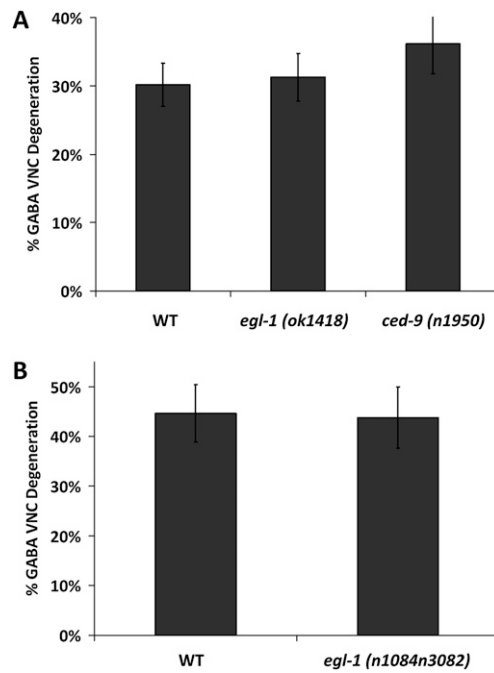 A
40%
30%
20%
10%
0%
% GABA VNC Degeneration
WT egl-1 (ok1418) ced-9 (n1950)
B
50%
40%
30%
20%
10%
0%
% GABA VNC Degeneration
WT egl-1 (n1084n3082)